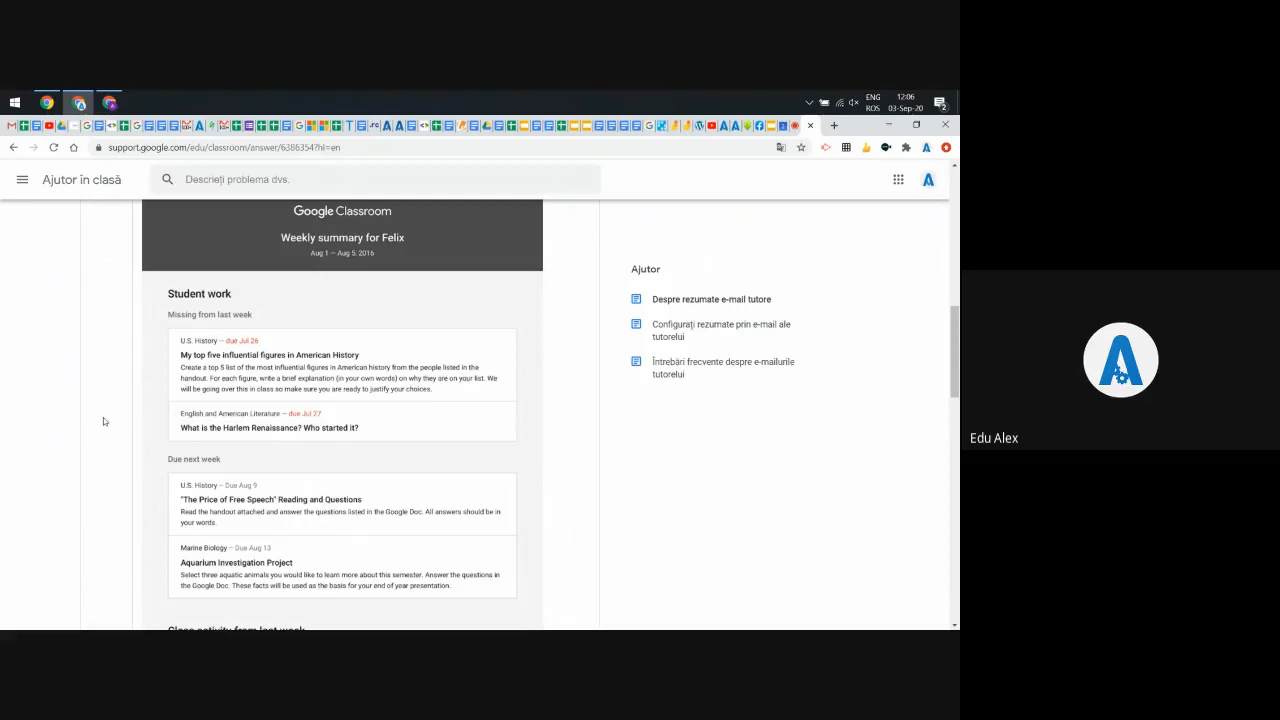 ENG
ROS
12:06
03-Sep-20
2
support.google.com/edu/classroom/answer/6386354?hl=en
Ajutor în clasă
Descrieți problema dvs.
Google Classroom
Weekly summary for Felix
Aug 1 — Aug 5, 2016
Student work
Missing from last week
U.S. History — due Jul 26
My top five influential figures in American History
Create a top 5 list of the most influential figures in American history from the people listed in the
handout. For each figure, write a brief explanation (in your own words) on why they are on your list. We
will be going over this in class so make sure you are ready to justify your choices.
English and American Literature — due Jul 27
What is the Harlem Renaissance? Who started it?
Due next week
U.S. History — Due Aug 9
"The Price of Free Speech" Reading and Questions
Read the handout attached and answer the questions listed in the Google Doc. All answers should be in
your words.
Marine Biology — Due Aug 13
Aquarium Investigation Project
Select three aquatic animals you would like to learn more about this semester. Answer the questions in
the Google Doc. These facts will be used as the basis for your end of year presentation.
Class activity from last week
Ajutor
Despre rezumate e-mail tutore
Configurați rezumate prin e-mail ale
tutorelui
Întrebări frecvente despre e-mailurile
tutorelui
Edu Alex